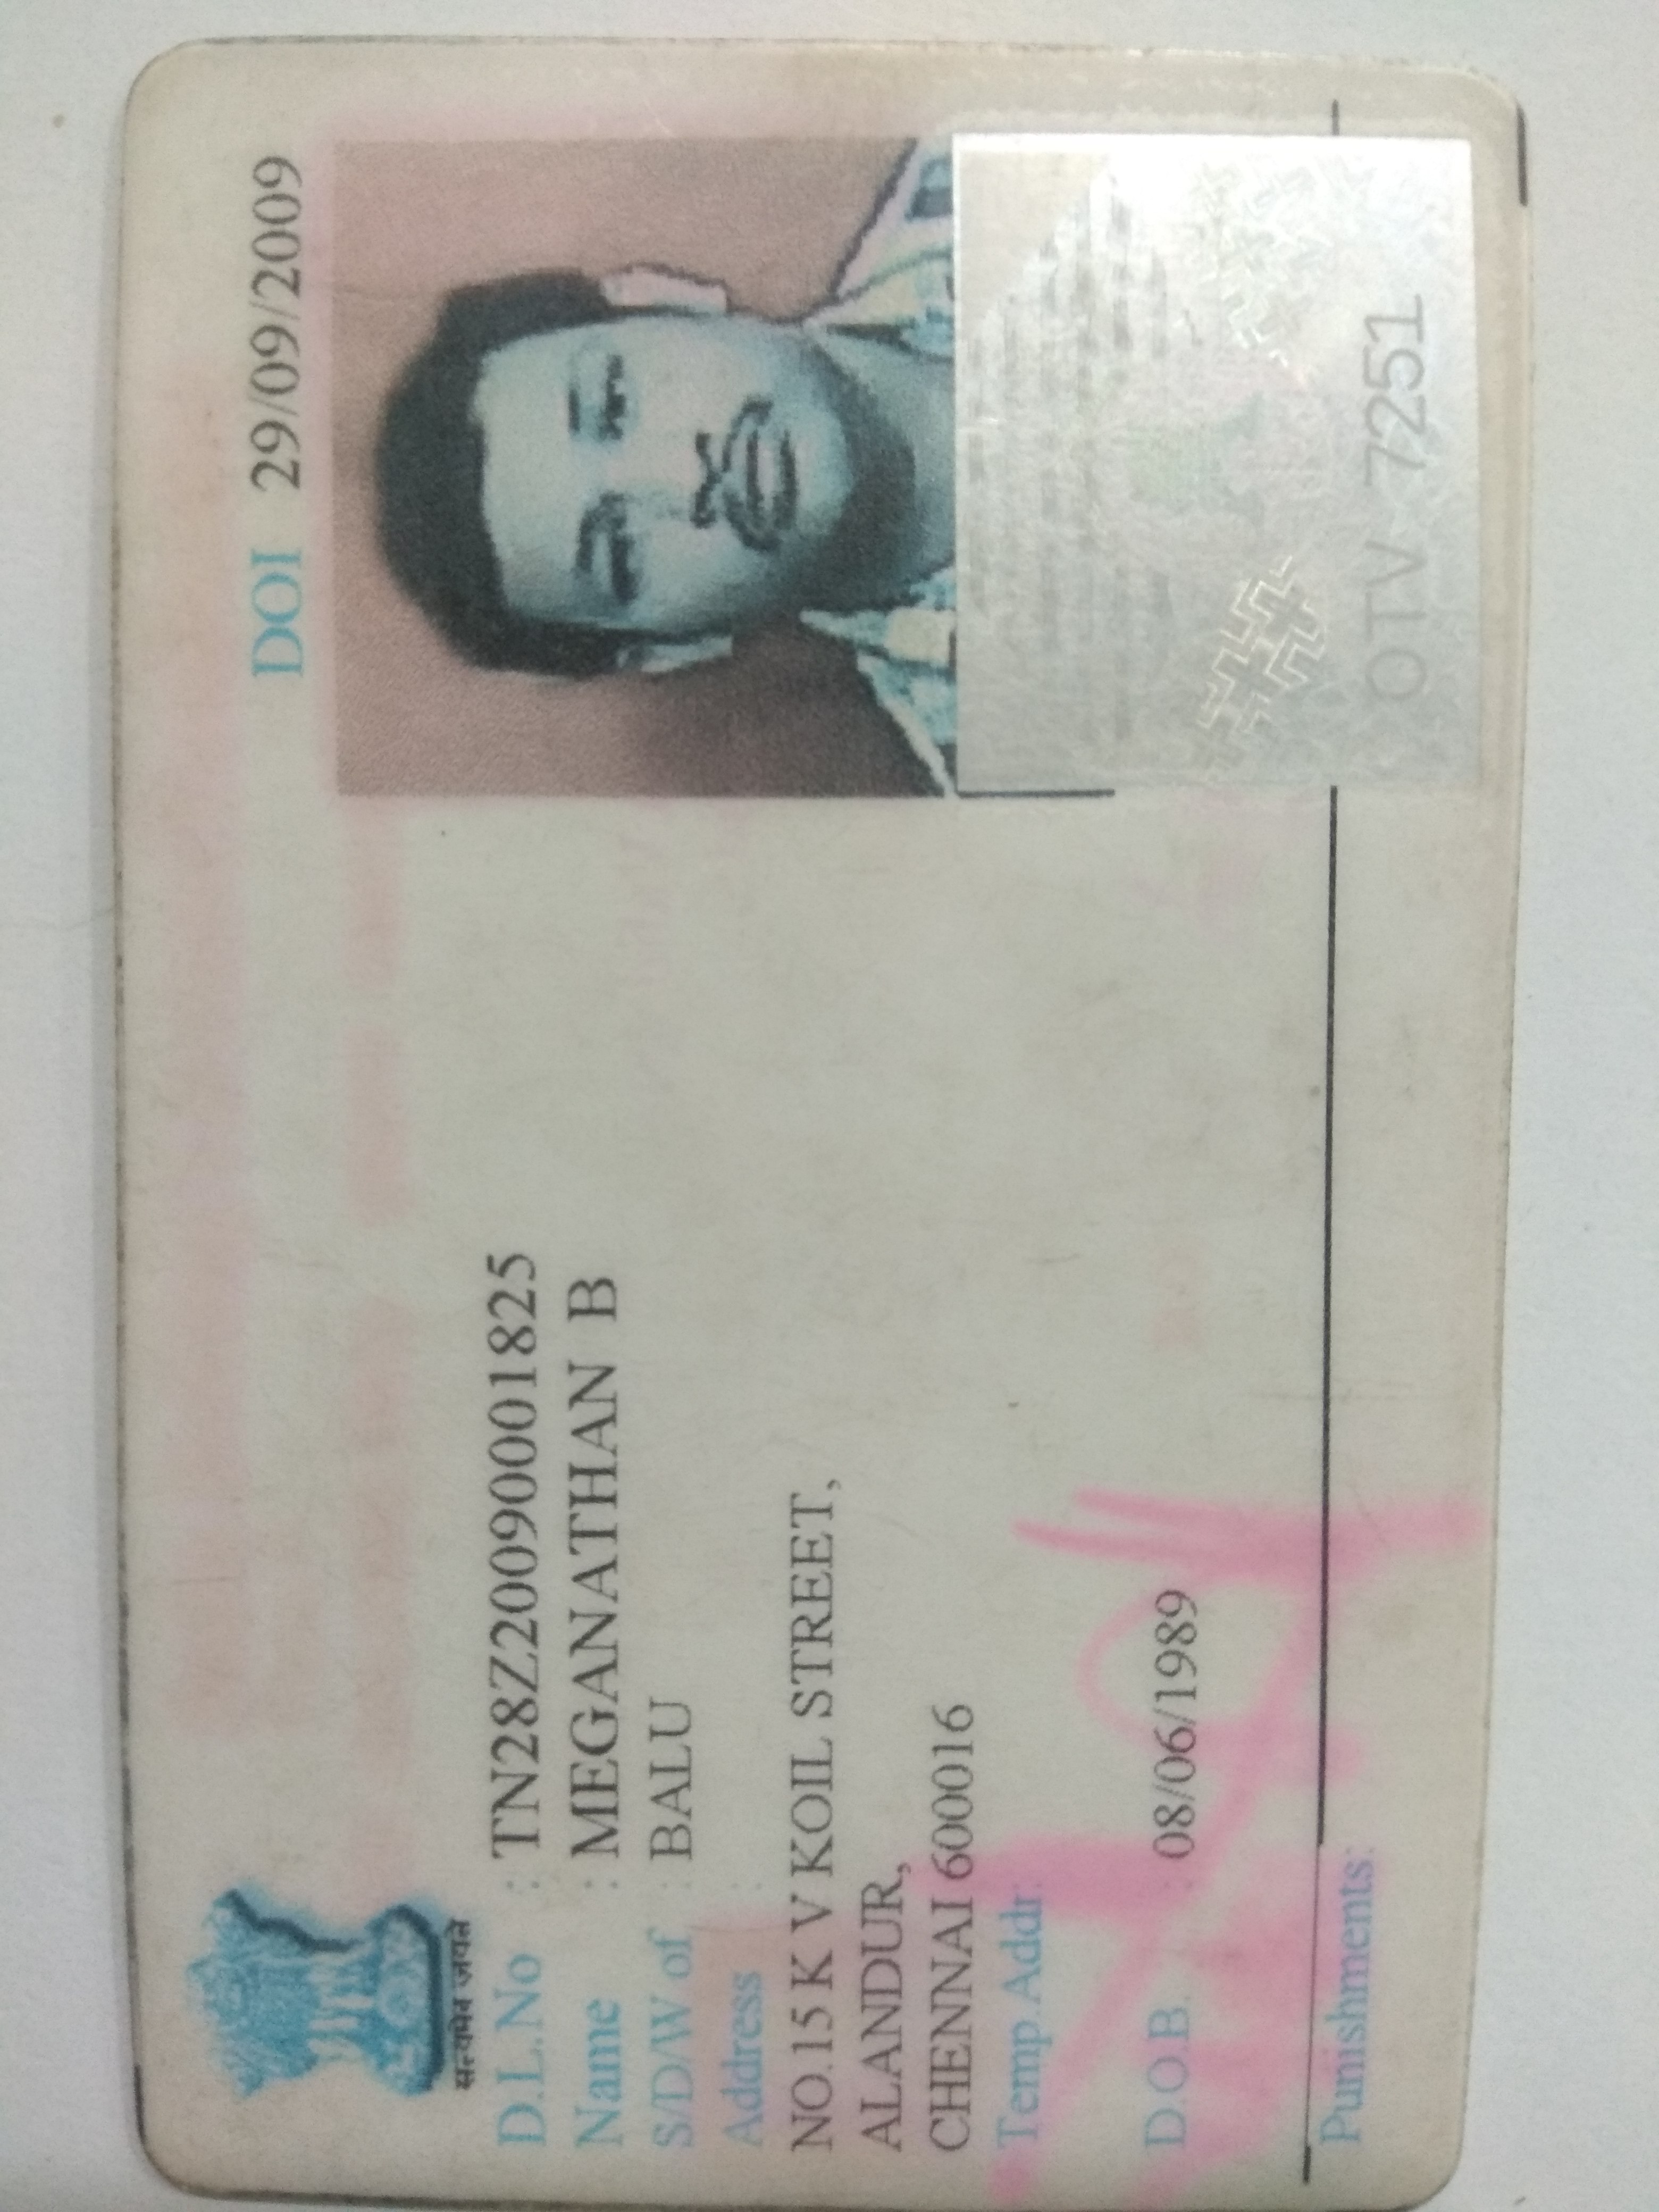 DOI 29/09/2009
सत्यमेव जयते
D.L.No : TN28Z20090001825
Name : MEGANATHAN B
S/D/W of : BALU
Address :
NO.15 K V KOIL STREET,
ALANDUR,
CHENNAI 600016
Temp.Addr:
D.O.B. : 08/06/1989
Punishments:
OTV 7251